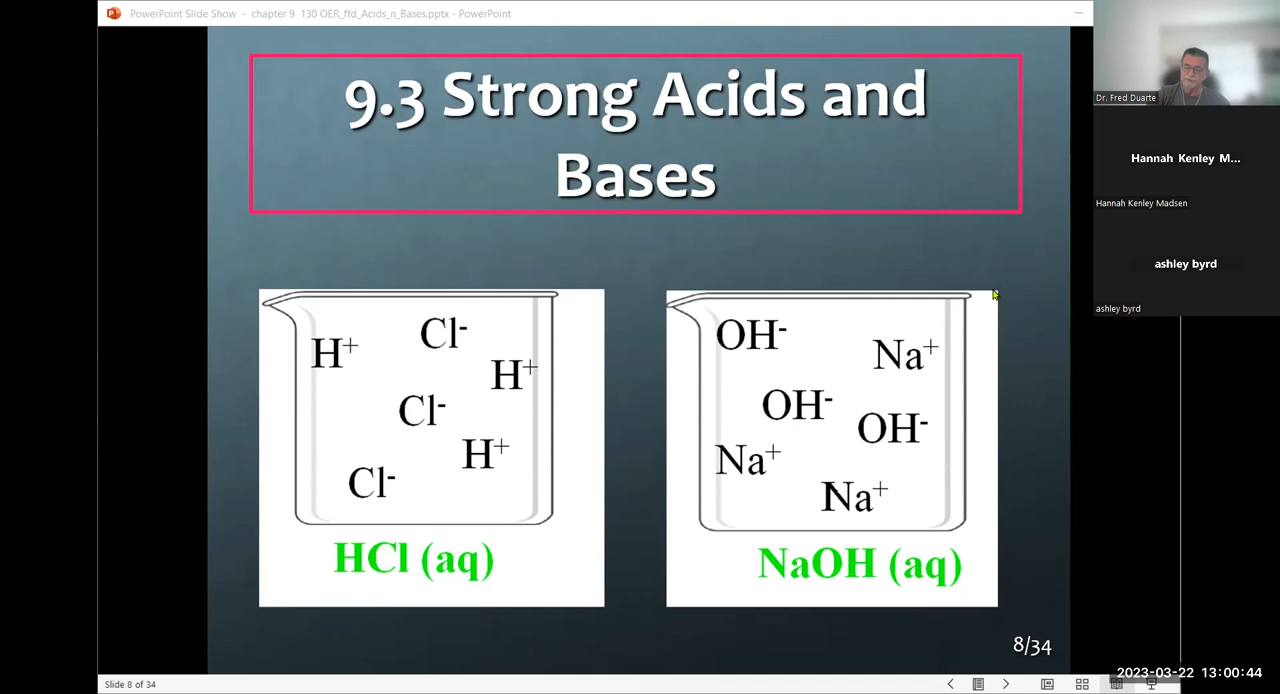 PowerPoint Slide Show - chapter 9 130 OER_ffd_Acids_n_Bases.pptx - PowerPoint
9.3 Strong Acids and
Bases
H+ Cl-
H+
Cl-
H+
Cl-
HCl (aq)
OH-
Na+
OH-
OH-
Na+
Na+
NaOH (aq)
8/34
Slide 8 of 34
Dr. Fred Duarte
Hannah Kenley M...
Hannah Kenley Madsen
ashley byrd
ashley byrd
2023-03-22 13:00:44